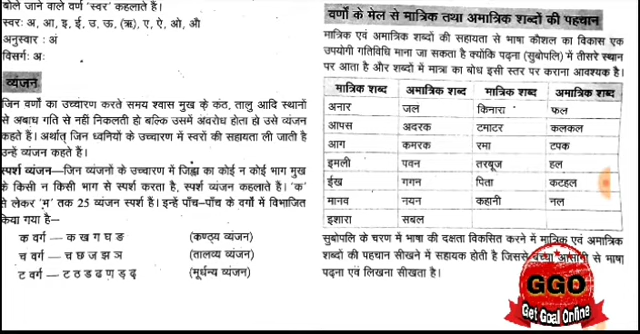 बोले जाने वाले वर्ण 'स्वर' कहलाते हैं।
स्वरः अ, आ, इ, ई, उ, ऊ, (ऋ), ए, ऐ, ओ, औ
अनुस्वार : अं
विसर्गः अः
व्यंजन
जिन वर्णों का उच्चारण करते समय श्वास मुख के कंठ, तालु आदि स्थानों
से अबाध गति से नहीं निकलती हो बल्कि उसमें अवरोध होता हो उसे व्यंजन
कहते हैं। अर्थात् जिन ध्वनियों के उच्चारण में स्वरों की सहायता ली जाती है
उन्हें व्यंजन कहते हैं।
स्पर्श व्यंजन—जिन व्यंजनों के उच्चारण में जिह्वा का कोई न कोई भाग मुख
के किसी न किसी भाग से स्पर्श करता है, स्पर्श व्यंजन कहलाते हैं। 'क'
से लेकर 'म' तक 25 व्यंजन स्पर्श हैं। इन्हें पाँच-पाँच के वर्गों में विभाजित
किया गया है—
क वर्ग — क ख ग घ ङ (कण्ठ्य व्यंजन)
च वर्ग — च छ ज झ ञ (तालव्य व्यंजन)
ट वर्ग — ट ठ ड ढ ण ड़ ढ़ (मूर्धन्य व्यंजन)
वर्णों के मेल से मात्रिक तथा अमात्रिक शब्दों की पहचान
मात्रिक एवं अमात्रिक शब्दों की सहायता से भाषा कौशल का विकास एक
उपयोगी गतिविधि माना जा सकता है क्योंकि पढ़ना (सुबोपलि) में तीसरे स्थान
पर आता है और शब्दों में मात्रा का बोध इसी स्तर पर कराना आवश्यक है।
मात्रिक शब्द अमात्रिक शब्द मात्रिक शब्द अमात्रिक शब्द
अनार जल किनारा फल
आपस अदरक टमाटर कलकल
आग कमरक रमा टपक
इमली पवन तरबूज हल
ईख गगन पिता कटहल
मानव नयन कहानी नल
इशारा सबल
सुबोपलि के चरण में भाषा की दक्षता विकसित करने में मात्रिक एवं अमात्रिक
शब्दों की पहचान सीखने में सहायक होती है जिससे बच्चा आसानी से भाषा
पढ़ना एवं लिखना सीखता है।
GGO
Get Goal Online